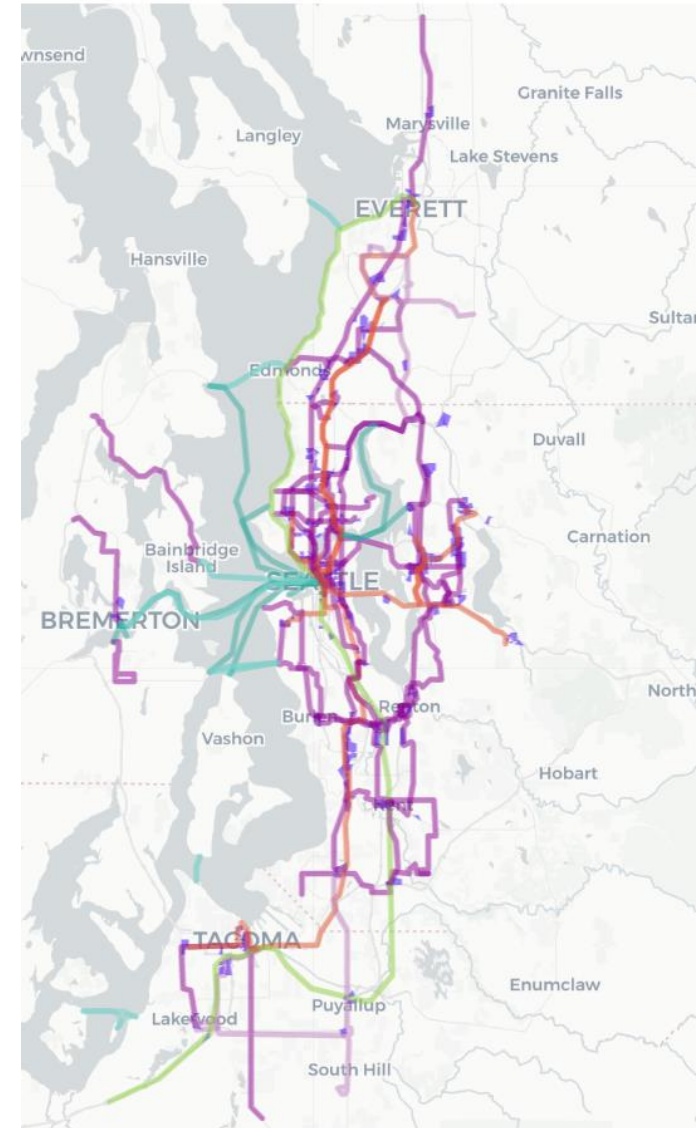 wnsend
Granite Falls
Marysville
Langley
Lake Stevens
EVERETT
Hansville
Sultan
Edmonds
Duvall
Carnation
Bainbridge
Island
SEATTLE
BREMERTON
North
Renton
Burien
Vashon
Hobart
Kent
TACOMA
Enumclaw
Puyallup
Lakewood
South Hill